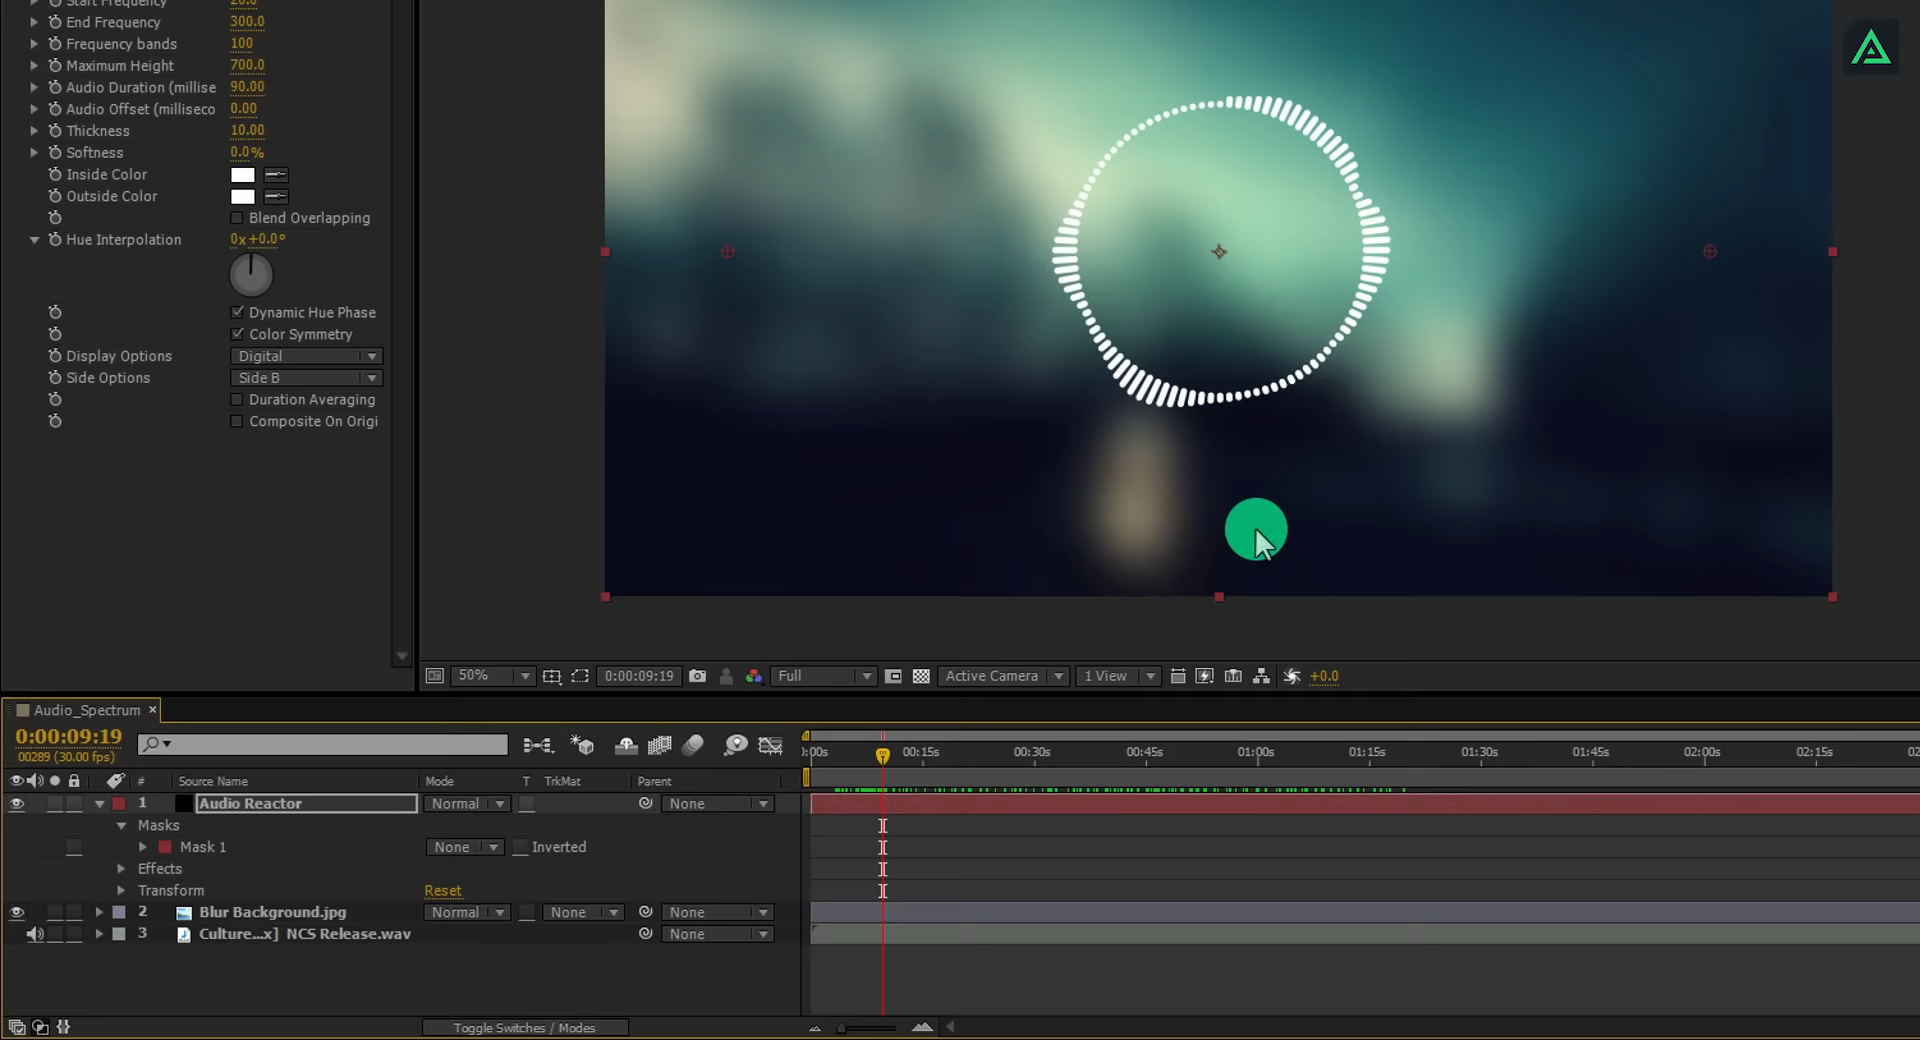 Start Frequency 20.0
End Frequency 300.0
Frequency bands 100
Maximum Height 700.0
Audio Duration (millise 90.00
Audio Offset (milliseco 0.00
Thickness 10.00
Softness 0.0%
Inside Color
Outside Color
Blend Overlapping
Hue Interpolation 0x+0.0°
Dynamic Hue Phase
Color Symmetry
Display Options Digital
Side Options Side B
Duration Averaging
Composite On Origi
50% 0:00:09:19 Full Active Camera 1 View +0.0
Audio_Spectrum ×
0:00:09:19
00289 (30.00 fps)
):00s 00:15s 00:30s 00:45s 01:00s 01:15s 01:30s 01:45s 02:00s 02:15s 02
# Source Name Mode T TrkMat Parent
1 Audio Reactor Normal None
Masks
Mask 1 None Inverted
Effects
Transform Reset
2 Blur Background.jpg Normal None None
3 Culture...x] NCS Release.wav None
Toggle Switches / Modes